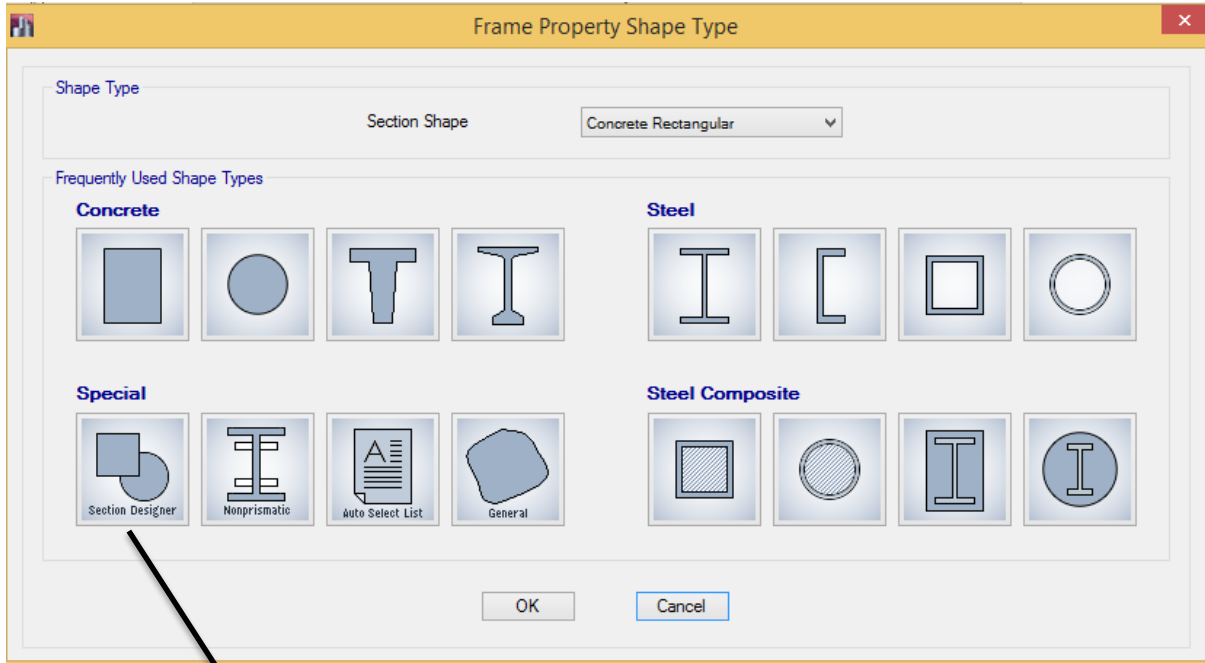 Frame Property Shape Type
Shape Type
Section Shape
Concrete Rectangular
Frequently Used Shape Types
Concrete
Steel
Special
Steel Composite
Section Designer
Nonprismatic
Auto Select List
General
OK
Cancel